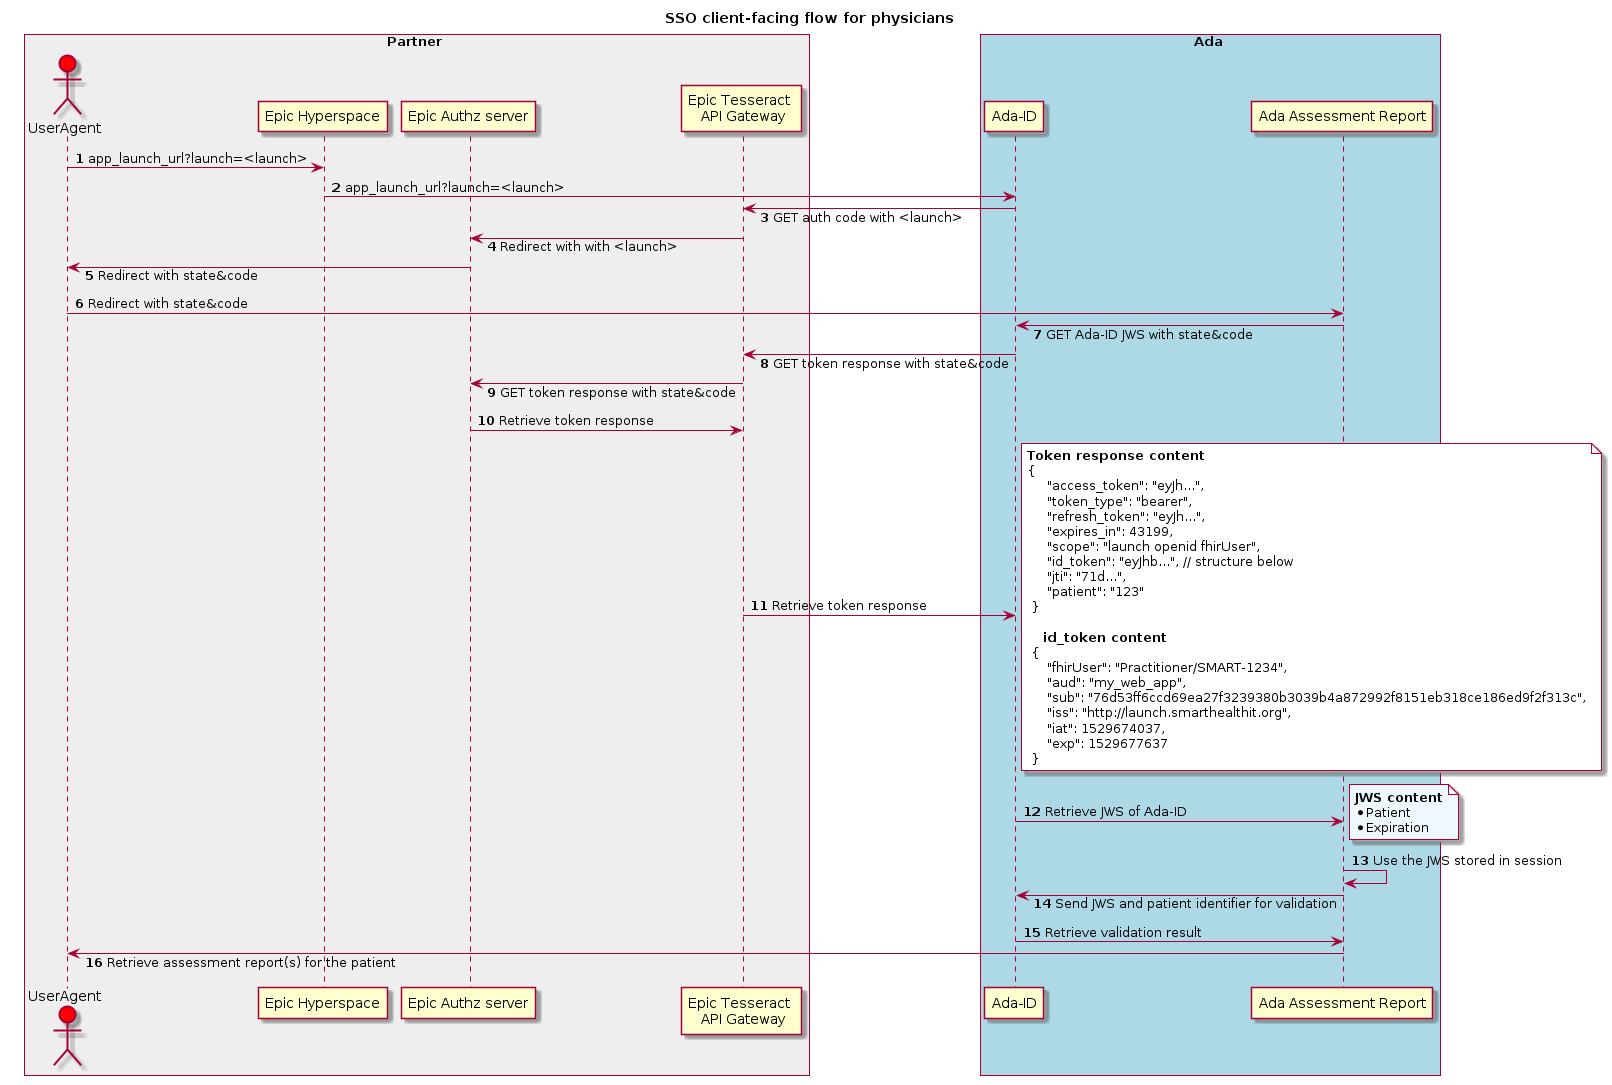 SSO client-facing flow for physicians
Partner
Ada
UserAgent
Epic Hyperspace
Epic Authz server
Epic Tesseract
API Gateway
Ada-ID
Ada Assessment Report
1 app_launch_url?launch=<launch>
2 app_launch_url?launch=<launch>
3 GET auth code with <launch>
4 Redirect with with <launch>
5 Redirect with state&code
6 Redirect with state&code
7 GET Ada-ID JWS with state&code
8 GET token response with state&code
9 GET token response with state&code
10 Retrieve token response
Token response content
{
"access_token": "eyJh...",
"token_type": "bearer",
"refresh_token": "eyJh...",
"expires_in": 43199,
"scope": "launch openid fhirUser",
"id_token": "eyJhb...", // structure below
"jti": "71d...",
"patient": "123"
}
11 Retrieve token response
id_token content
{
"fhirUser": "Practitioner/SMART-1234",
"aud": "my_web_app",
"sub": "76d53ff6ccd69ea27f3239380b3039b4a872992f8151eb318ce186ed9f2f313c",
"iss": "http://launch.smarthealthit.org",
"iat": 1529674037,
"exp": 1529677637
}
12 Retrieve JWS of Ada-ID
JWS content
• Patient
• Expiration
13 Use the JWS stored in session
14 Send JWS and patient identifier for validation
15 Retrieve validation result
16 Retrieve assessment report(s) for the patient
UserAgent
Epic Hyperspace
Epic Authz server
Epic Tesseract
API Gateway
Ada-ID
Ada Assessment Report